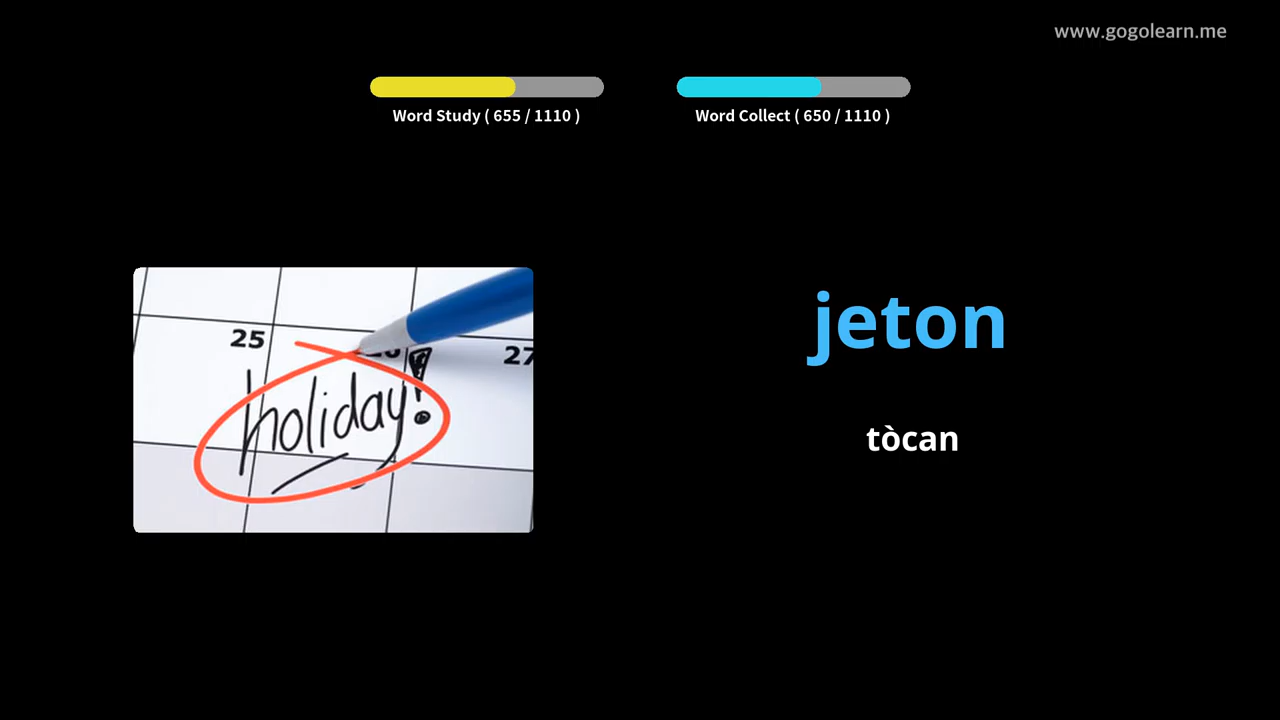 www.gogolearn.me
Word Study ( 655 / 1110 )
Word Collect ( 650 / 1110 )
25
27
holiday!
jeton
tòcan